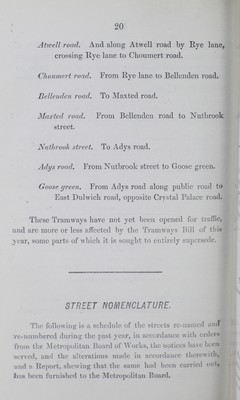 20
Atwell road. And along Atwell road by Rye lane,
crossing Rye lane to Choumert road.
Choumert road. From Rye lane to Bellenden road.
Bellenden road. To Maxted road.
Maxted road. From Bellenden road to Nutbrook
street.
Nutbrook street. To Adys road.
Adys road. From Nutbrook street to Goose green.
Goose green. From Adys road along public road to
East Dulwich road, opposite Crystal Palace road.
These Tramways have not yet been opened for traffic,
and are more or less affected by the Tramways Bill of this
year, some parts of which it is sought to entirely supersede.
STREET NOMENCLATURE.
The following is a schedule of the streets re-named and
re-numbered during the past year, in accordance with orders
from the Metropolitan Board of Works, the notices have been
served, and the alterations made in accordance therewith,
and a Report, shewing that the same had been carried out,
has been furnished to the Metropolitan Board.